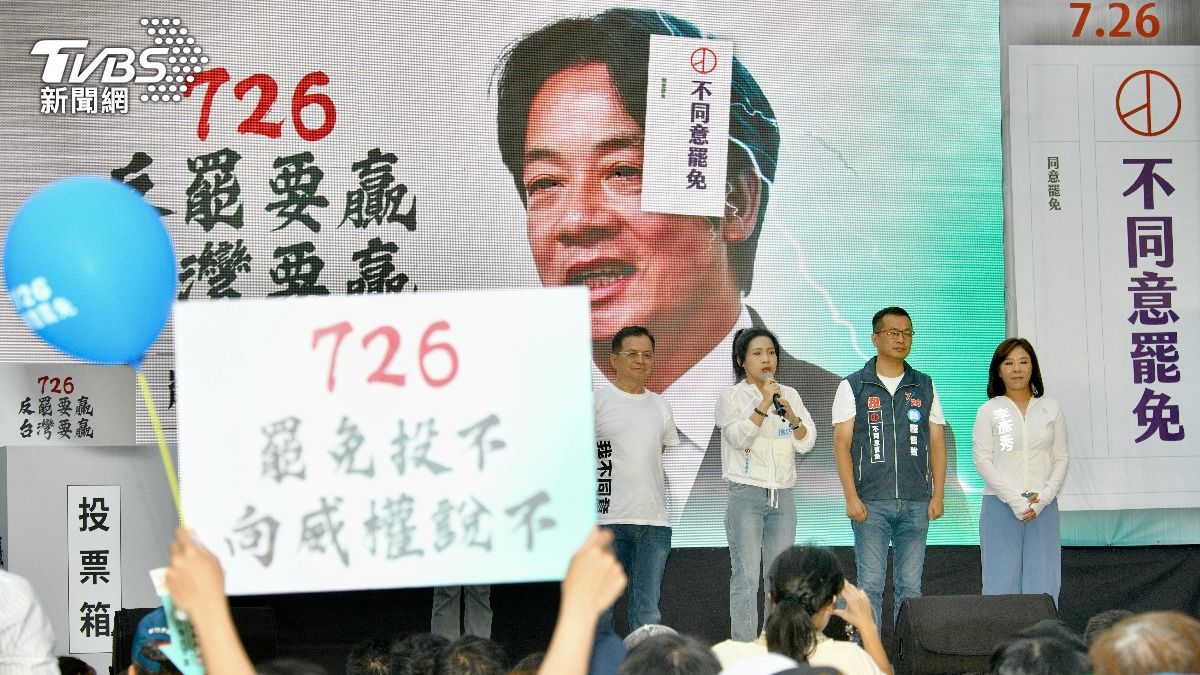 TVBS
新聞網
726
反罷要贏
台灣要贏
不同意罷免
7.26
同意罷免
不同意罷免
726
726
反罷要贏
台灣要贏
726
罷免投不
向威權說不
投票箱
我不同
726
不同意罷免
李彥秀